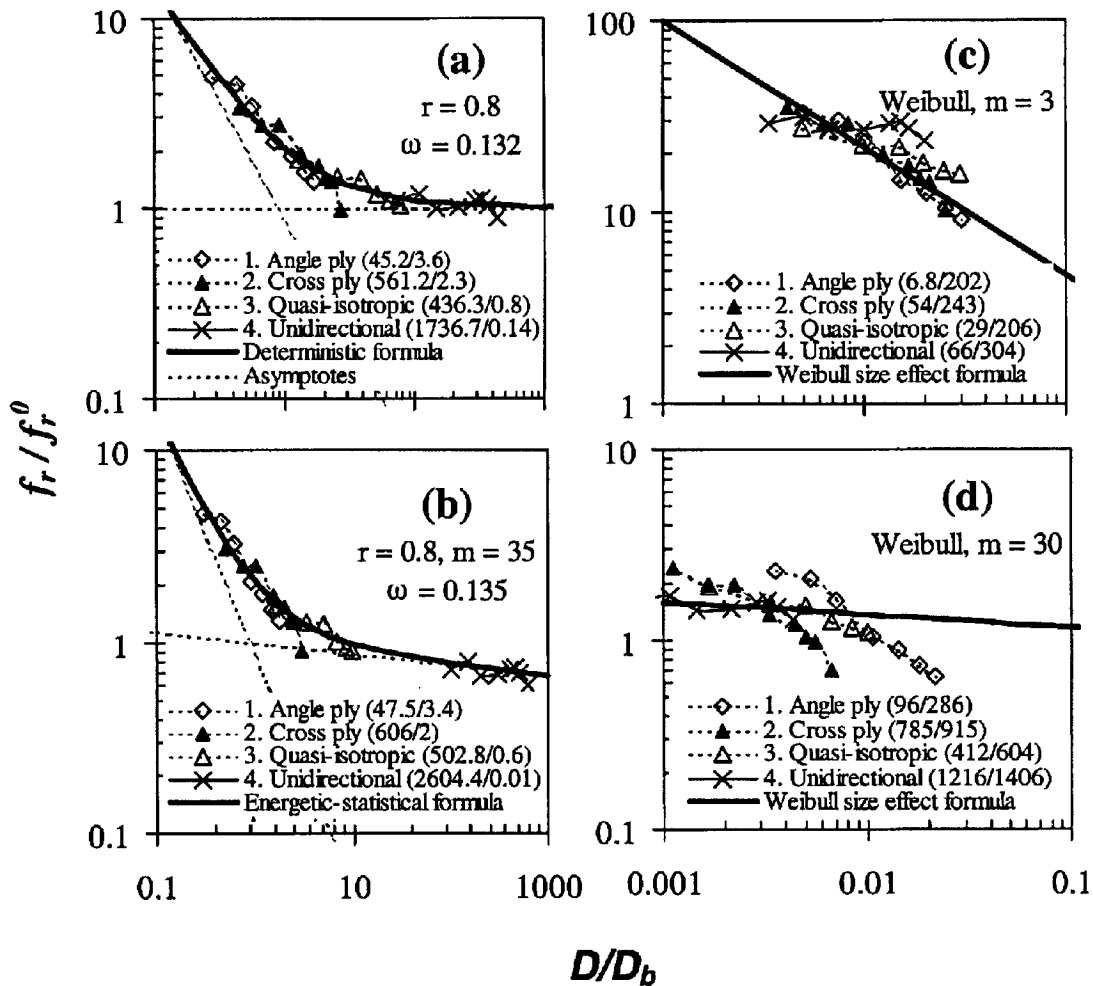 f_r / f_r^0
10
1
0.1
(a)
r = 0.8
ω = 0.132
1. Angle ply (45.2/3.6)
2. Cross ply (561.2/2.3)
3. Quasi-isotropic (436.3/0.8)
4. Unidirectional (1736.7/0.14)
Deterministic formula
Asymptotes
100
10
1
(c)
Weibull, m = 3
1. Angle ply (6.8/202)
2. Cross ply (54/243)
3. Quasi-isotropic (29/206)
4. Unidirectional (66/304)
Weibull size effect formula
10
1
0.1
(b)
r = 0.8, m = 35
ω = 0.135
1. Angle ply (47.5/3.4)
2. Cross ply (606/2)
3. Quasi-isotropic (502.8/0.6)
4. Unidirectional (2604.4/0.01)
Energetic-statistical formula
0.1 10 1000
10
1
0.1
(d)
Weibull, m = 30
1. Angle ply (96/286)
2. Cross ply (785/915)
3. Quasi-isotropic (412/604)
4. Unidirectional (1216/1406)
Weibull size effect formula
0.001 0.01 0.1
D/D_b